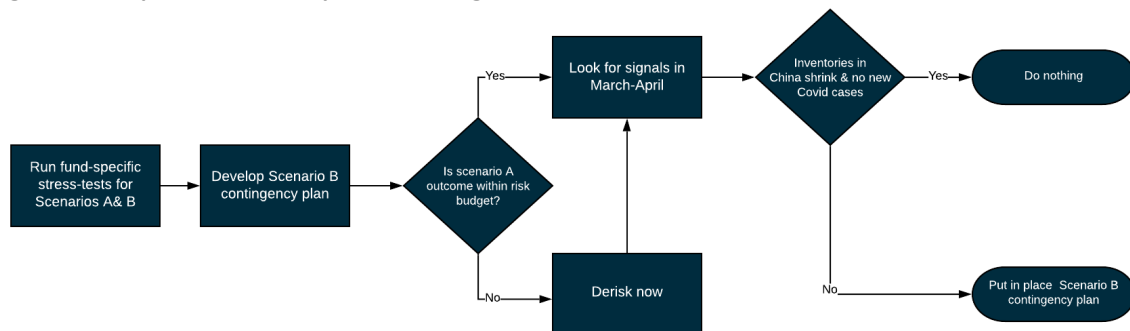 Run fund-specific
stress-tests for
Scenarios A& B
Develop Scenario B
contingency plan
Is scenario A
outcome within risk
budget?
Yes
No
Look for signals in
March-April
Derisk now
Inventories in
China shrink & no new
Covid cases
Yes
No
Do nothing
Put in place Scenario B
contingency plan